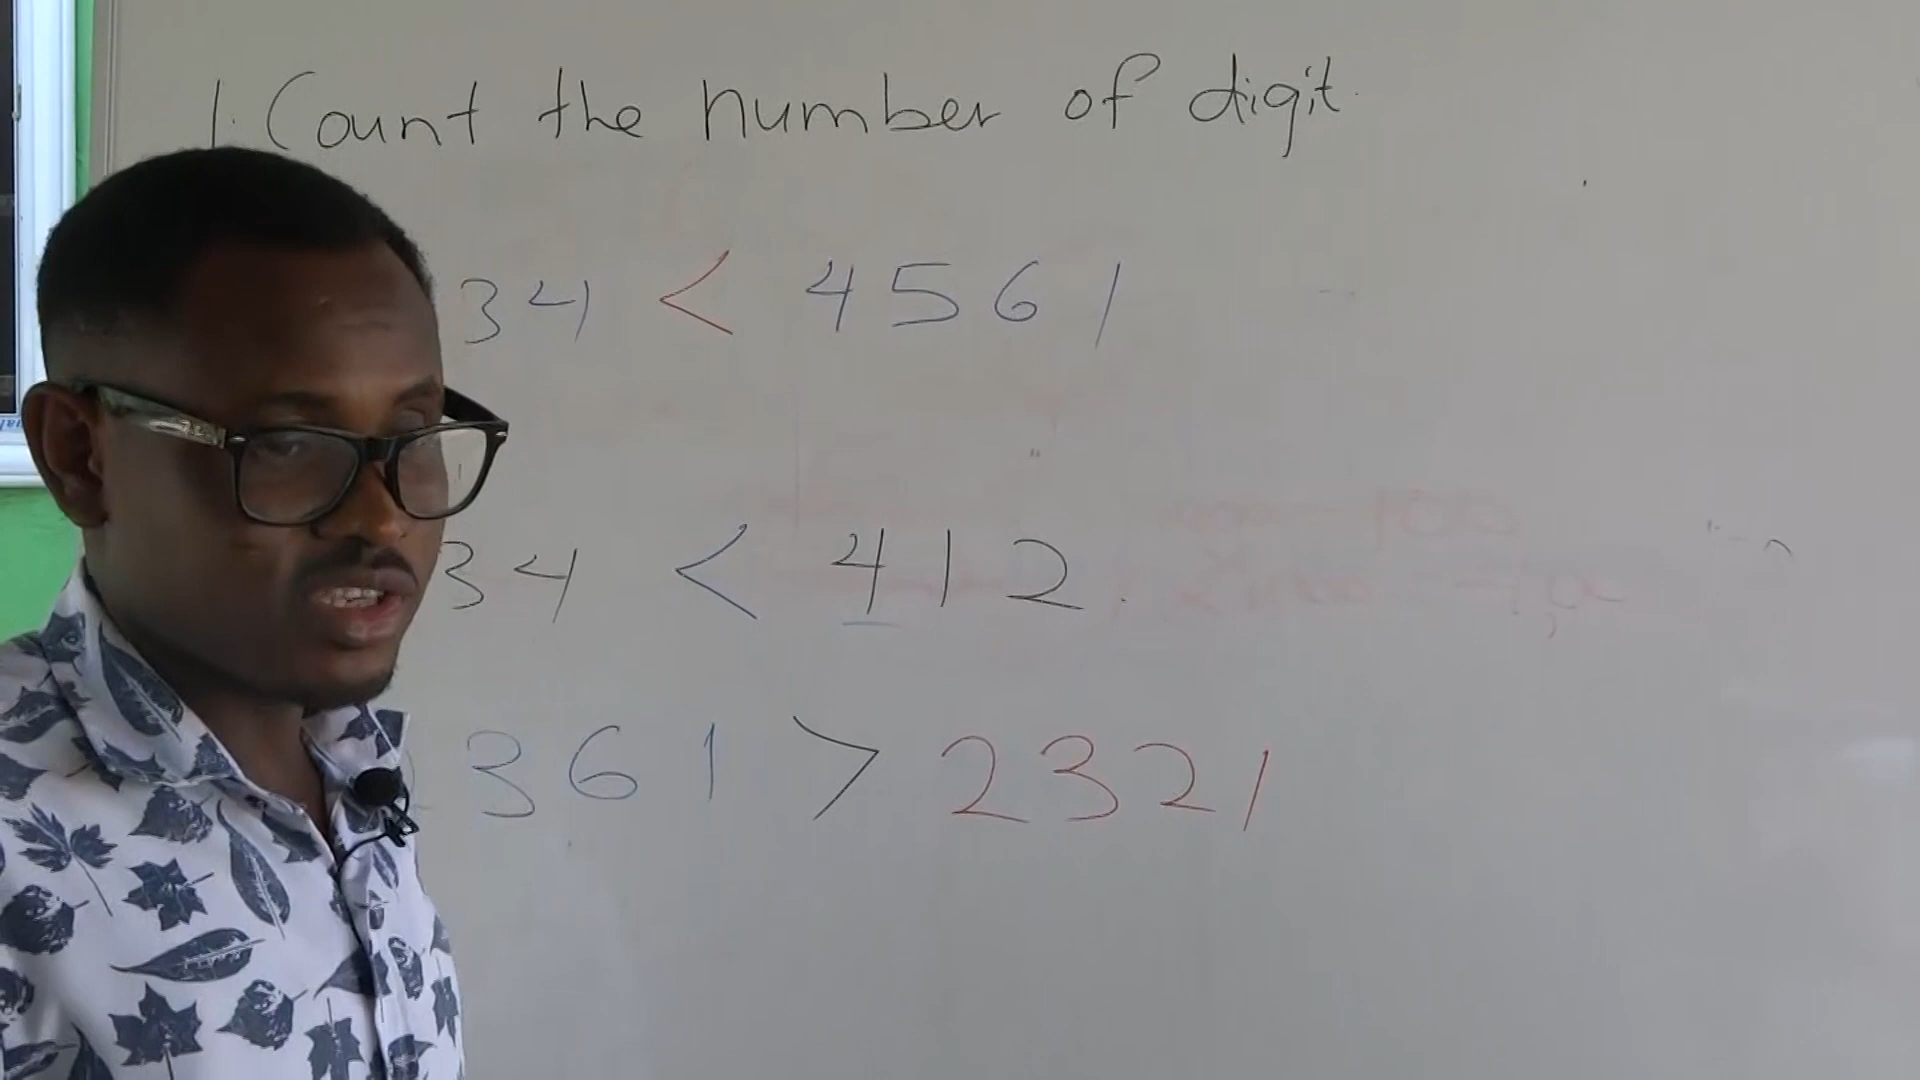 1. Count the number of digit
34 < 4561
34 < 412
361 > 2321